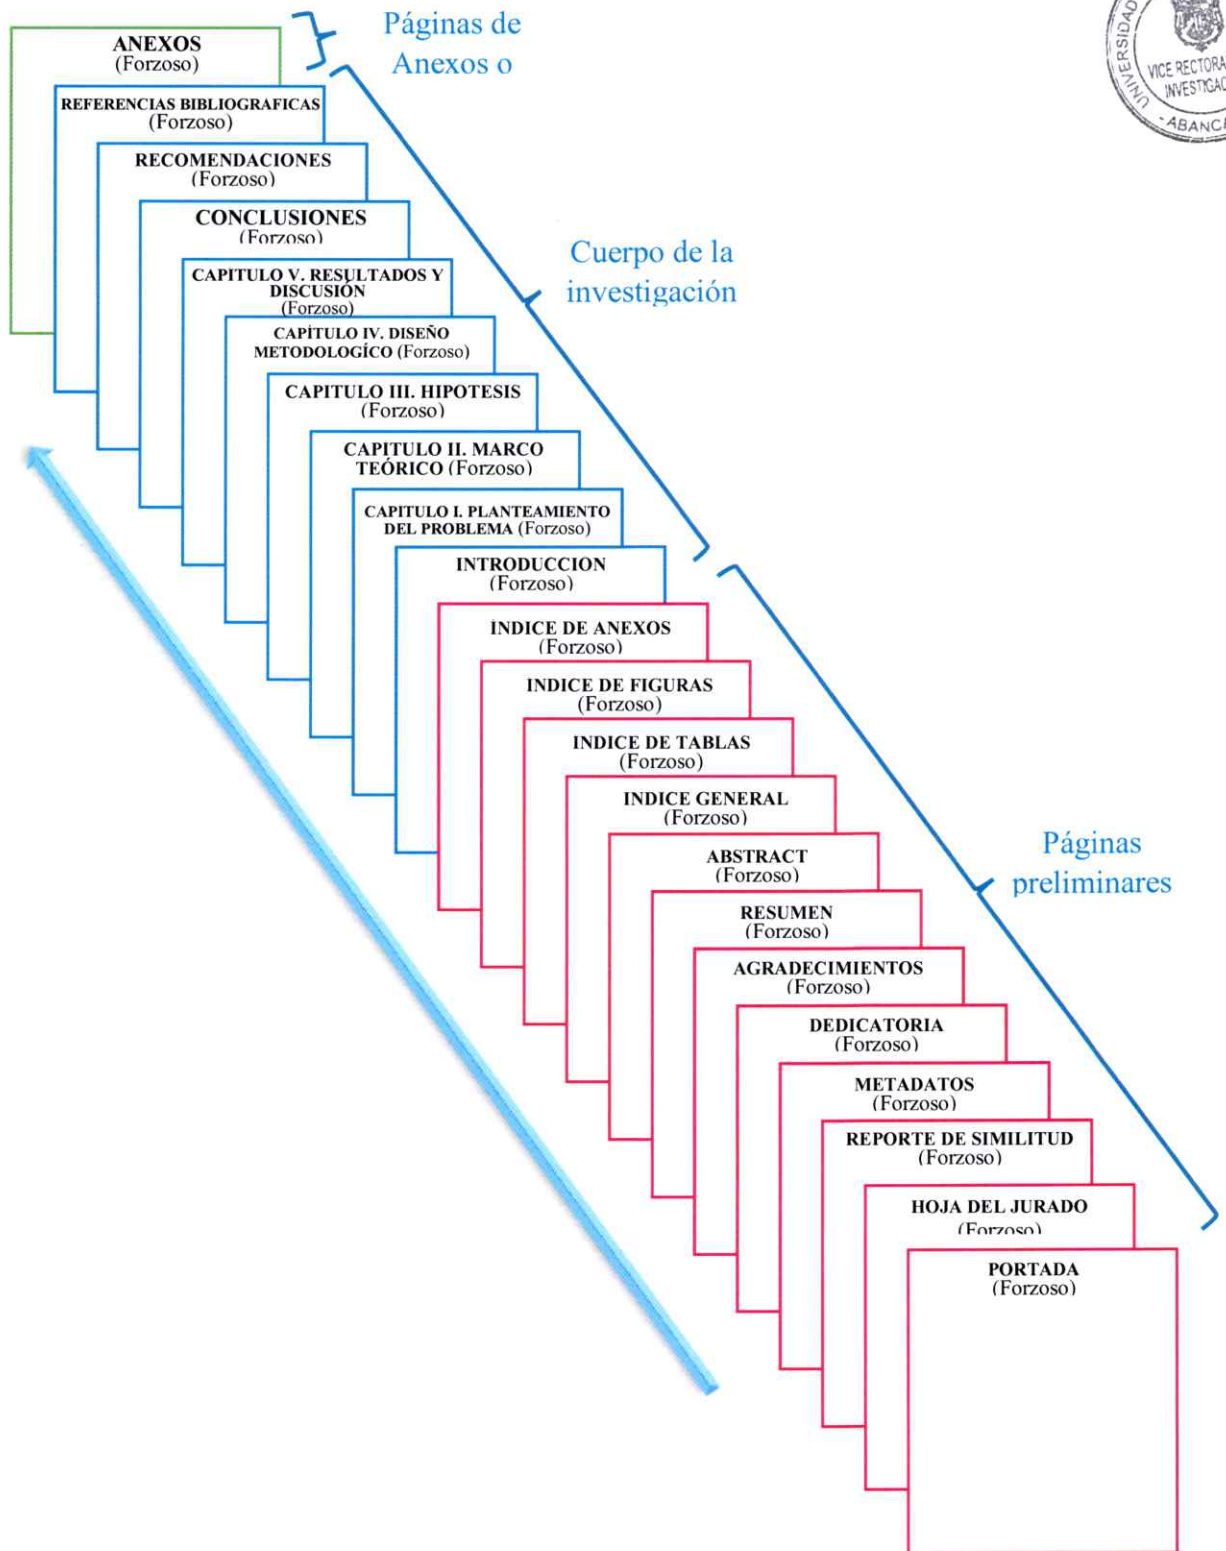 Páginas de
Anexos o
ANEXOS
(Forzoso)
REFERENCIAS BIBLIOGRAFICAS
(Forzoso)
RECOMENDACIONES
(Forzoso)
CONCLUSIONES
(Forzoso)
CAPITULO V. RESULTADOS Y
DISCUSIÓN
(Forzoso)
Cuerpo de la
investigación
CAPÍTULO IV. DISEÑO
METODOLOGÍCO (Forzoso)
CAPITULO III. HIPOTESIS
(Forzoso)
CAPITULO II. MARCO
TEÓRICO (Forzoso)
CAPITULO I. PLANTEAMIENTO
DEL PROBLEMA (Forzoso)
INTRODUCCION
(Forzoso)
ÍNDICE DE ANEXOS
(Forzoso)
INDICE DE FIGURAS
(Forzoso)
INDICE DE TABLAS
(Forzoso)
INDICE GENERAL
(Forzoso)
ABSTRACT
(Forzoso)
Páginas
preliminares
RESUMEN
(Forzoso)
AGRADECIMIENTOS
(Forzoso)
DEDICATORIA
(Forzoso)
METADATOS
(Forzoso)
REPORTE DE SIMILITUD
(Forzoso)
HOJA DEL JURADO
(Forzoso)
PORTADA
(Forzoso)
UNIVERSIDAD
VICE